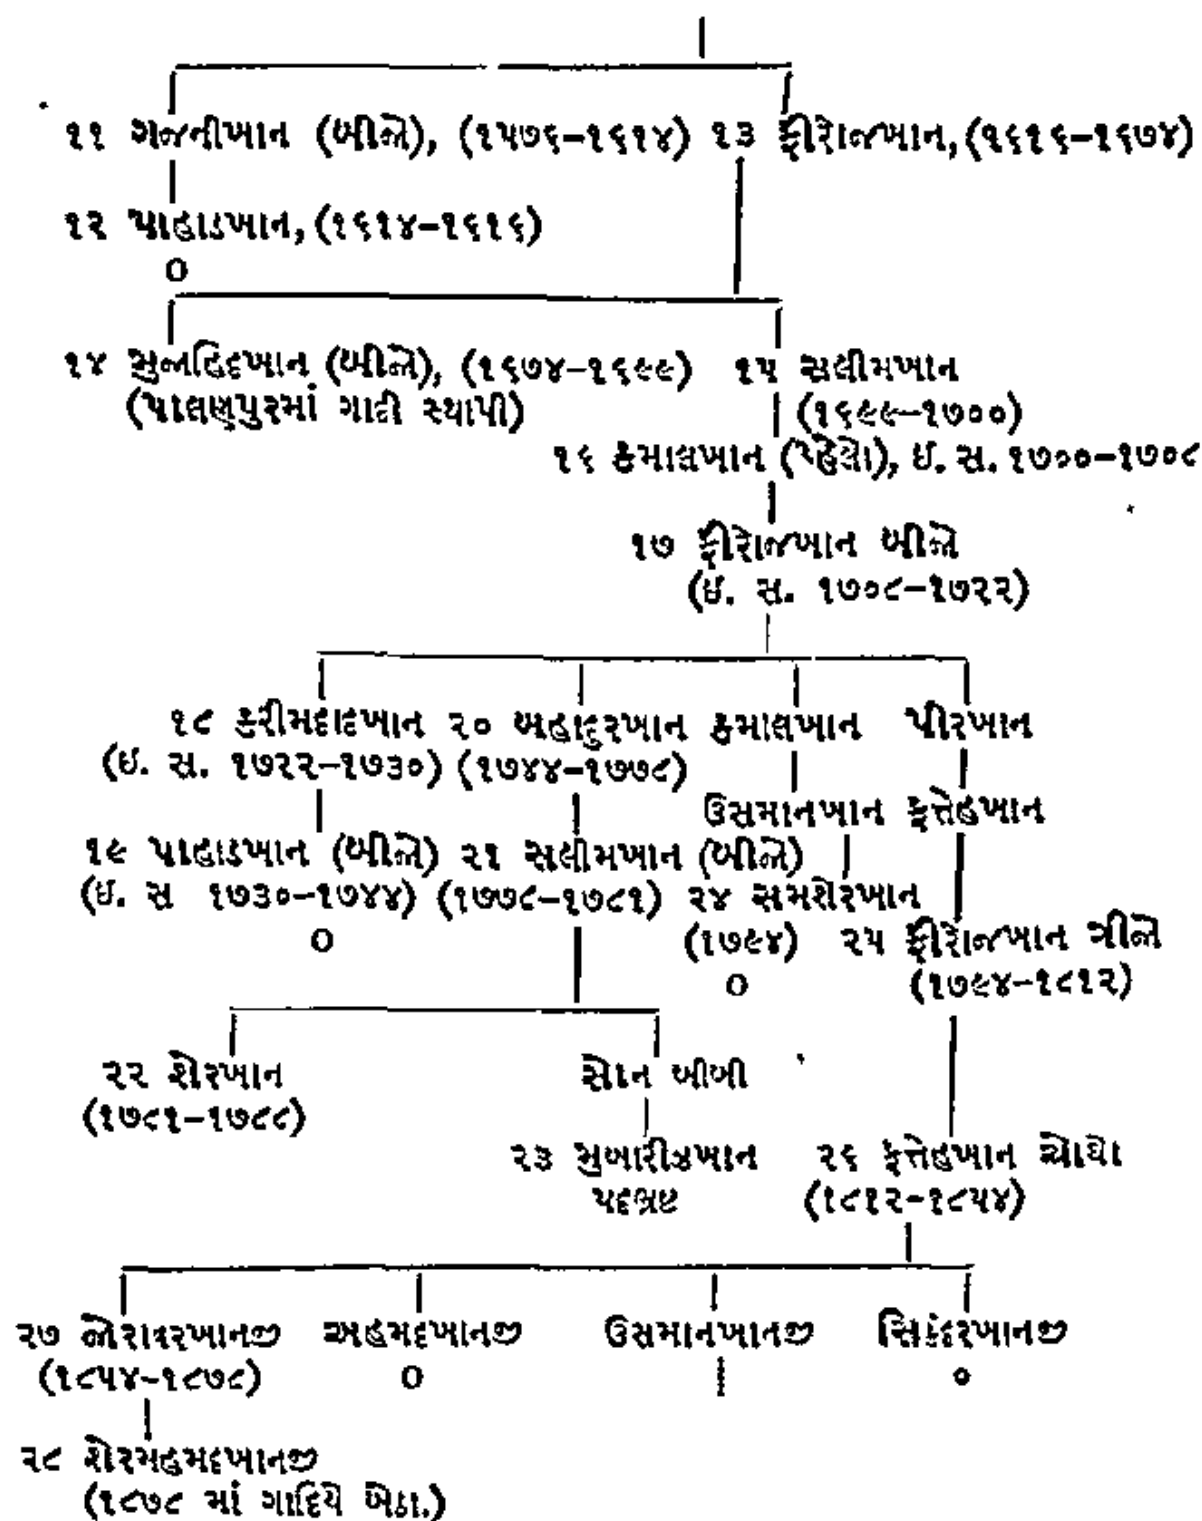 ૧૧ ગજનીખાન (બીજો), (૧૫૭૬–૧૬૧૪) ૧૩ ફીરોજખાન, (૧૬૧૬–૧૬૭૪)
૧૨ પાહાડખાન, (૧૬૧૪–૧૬૧૬)
૦
૧૪ મુજાહિદખાન (બીજો), (૧૬૭૪–૧૬૯૯) ૧૫ સલીમખાન
(પાલણપુરમાં ગાદી સ્થાપી) (૧૬૯૯–૧૭૦૦)
૧૬ કમાલખાન (પ્હેલો), ઈ. સ. ૧૭૦૦–૧૭૦૮
૧૭ ફીરોજખાન બીજો
(ઈ. સ. ૧૭૦૮–૧૭૨૨)
૧૮ કરીમદાદખાન ૨૦ બહાદુરખાન કમાલખાન પીરખાન
(ઈ. સ. ૧૭૨૨–૧૭૩૦) (૧૭૪૪–૧૭૭૮)
ઉસમાનખાન ફત્તેહખાન
૧૯ પાહાડખાન (બીજો) ૨૧ સલીમખાન (બીજો)
(ઈ. સ ૧૭૩૦–૧૭૪૪) (૧૭૭૮–૧૭૮૧) ૨૪ સમશેરખાન
૦ (૧૭૯૪) ૨૫ ફીરોજખાન ત્રીજો
૦ (૧૭૯૪–૧૮૧૨)
૨૨ શેરખાન સોન બીબી
(૧૭૮૧–૧૭૮૮)
૨૩ મુબારીઝખાન ૨૬ ફત્તેહખાન ચોથો
પદભ્રષ્ટ (૧૮૧૨–૧૮૫૪)
૨૭ જોરાવરખાનજી અહમદખાનજી ઉસમાનખાનજી સિકંદરખાનજી
(૧૮૫૪–૧૮૭૮) ૦ ૦
૨૮ શેરમહમદખાનજી
(૧૮૭૮ માં ગાદિયે બેઠા.)